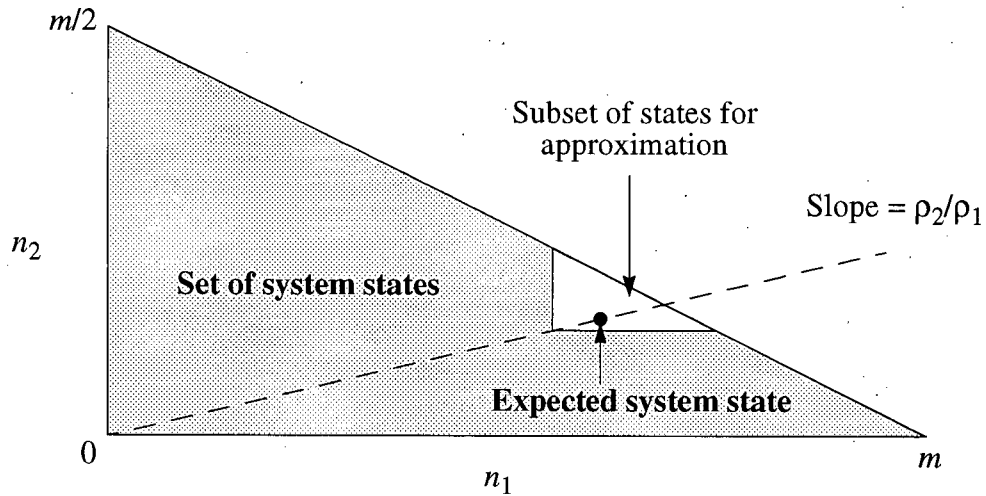 m/2
Subset of states for
approximation
Slope = ρ₂/ρ₁
n₂
Set of system states
Expected system state
0
m
n₁